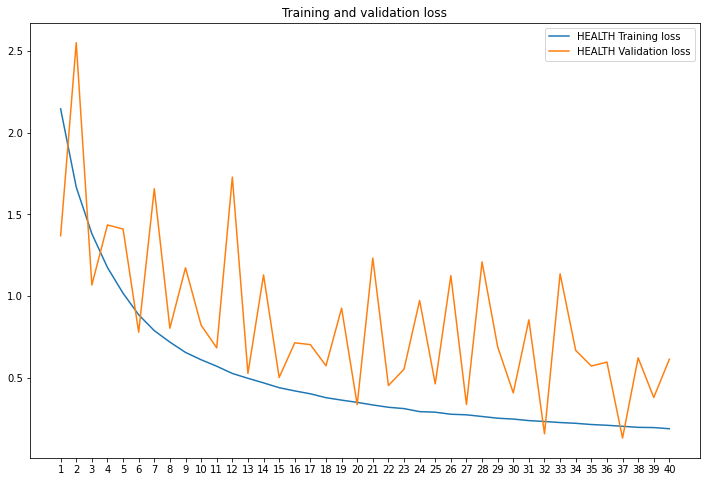 Training and validation loss
HEALTH Training loss
HEALTH Validation loss
2.5
2.0
1.5
1.0
0.5
1 2 3 4 5 6 7 8 9 10 11 12 13 14 15 16 17 18 19 20 21 22 23 24 25 26 27 28 29 30 31 32 33 34 35 36 37 38 39 40